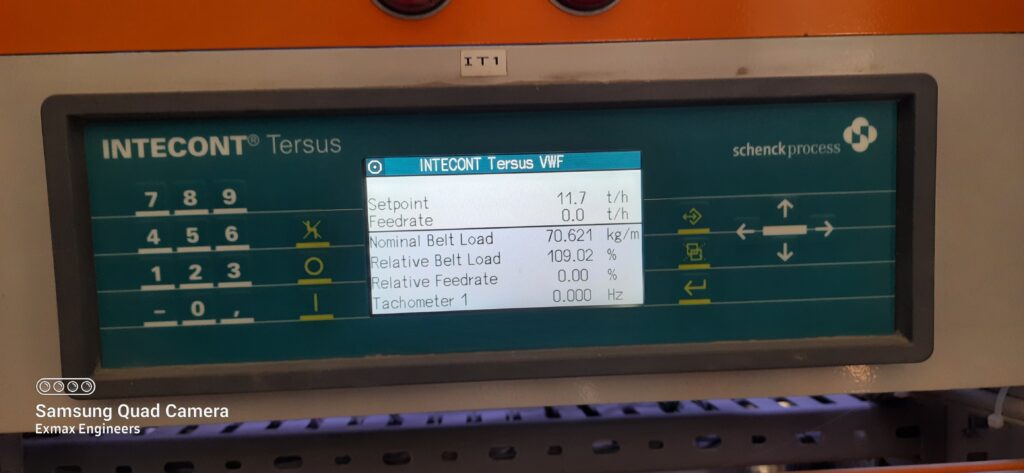 IT1
INTECONT® Tersus
schenck process
INTECONT Tersus VWF
Setpoint 11.7 t/h
Feedrate 0.0 t/h
Nominal Belt Load 70.621 kg/m
Relative Belt Load 109.02 %
Relative Feedrate 0.00 %
Tachometer 1 0.000 Hz
7 8 9
4 5 6
1 2 3
- 0 ,
Samsung Quad Camera
Exmax Engineers